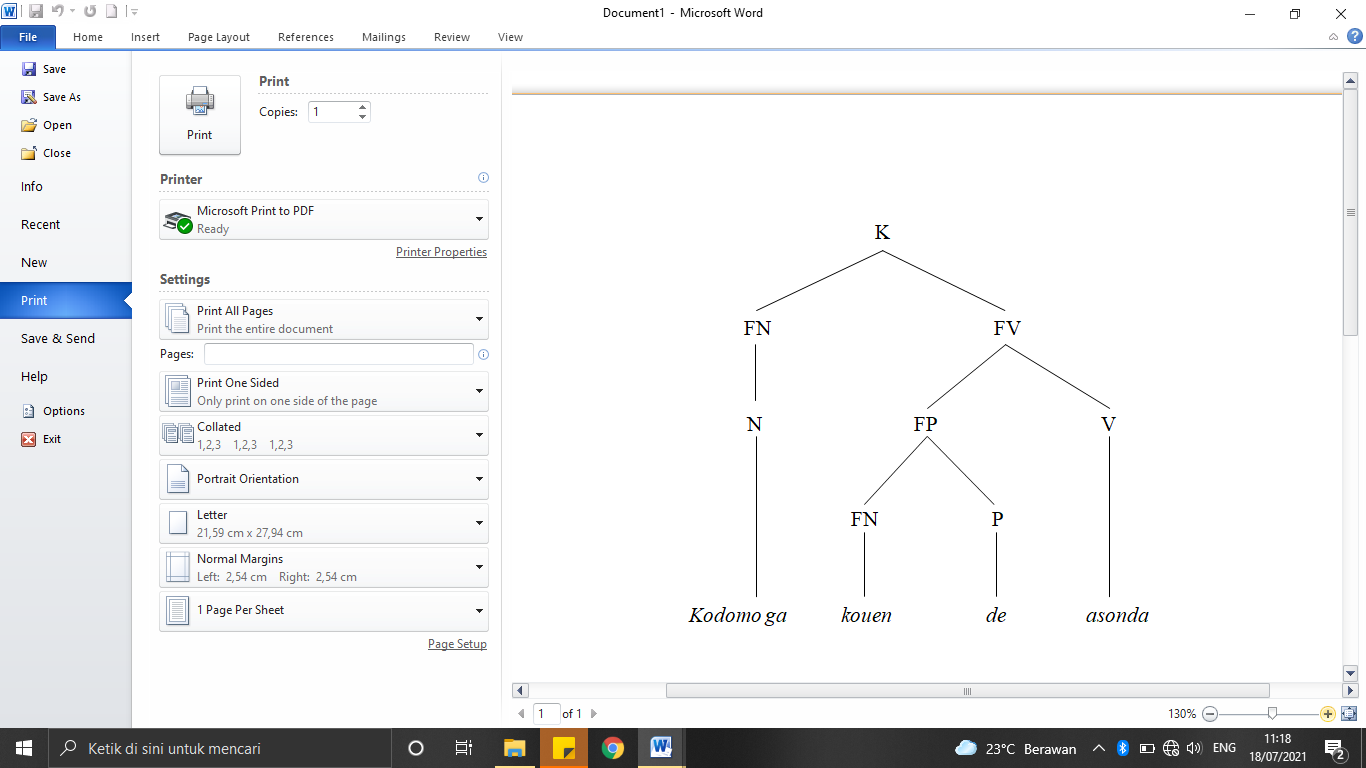 Document1 - Microsoft Word
File Home Insert Page Layout References Mailings Review View
Save
Save As
Open
Close
Info
Recent
New
Print
Save & Send
Help
Options
Exit
Print
Print
Copies: 1
Printer
Microsoft Print to PDF
Ready
Printer Properties
Settings
Print All Pages
Print the entire document
Pages:
Print One Sided
Only print on one side of the page
Collated
1,2,3 1,2,3 1,2,3
Portrait Orientation
Letter
21,59 cm x 27,94 cm
Normal Margins
Left: 2,54 cm Right: 2,54 cm
1 Page Per Sheet
Page Setup
K
FN FV
N FP V
FN P
Kodomo ga kouen de asonda
1 of 1
130%
Ketik di sini untuk mencari
23°C Berawan
ENG
11:18
18/07/2021
2